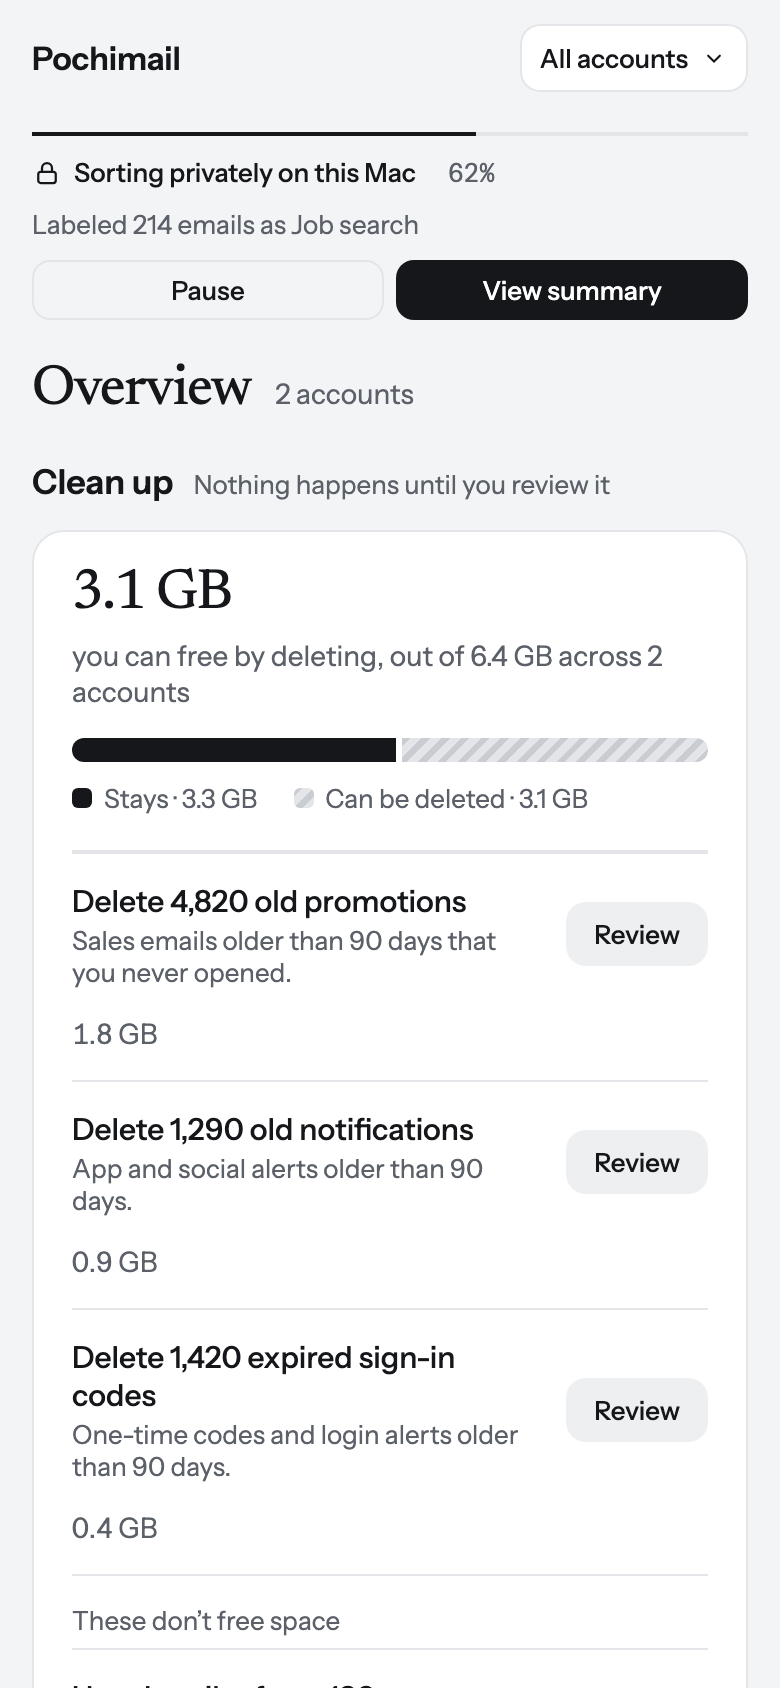 Pochimail
All accounts
Sorting privately on this Mac 62%
Labeled 214 emails as Job search
Pause
View summary
Overview 2 accounts
Clean up Nothing happens until you review it
3.1 GB
you can free by deleting, out of 6.4 GB across 2
accounts
Stays · 3.3 GB Can be deleted · 3.1 GB
Delete 4,820 old promotions
Sales emails older than 90 days that
you never opened.
Review
1.8 GB
Delete 1,290 old notifications
App and social alerts older than 90
days.
Review
0.9 GB
Delete 1,420 expired sign-in
codes
One-time codes and login alerts older
than 90 days.
Review
0.4 GB
These don’t free space